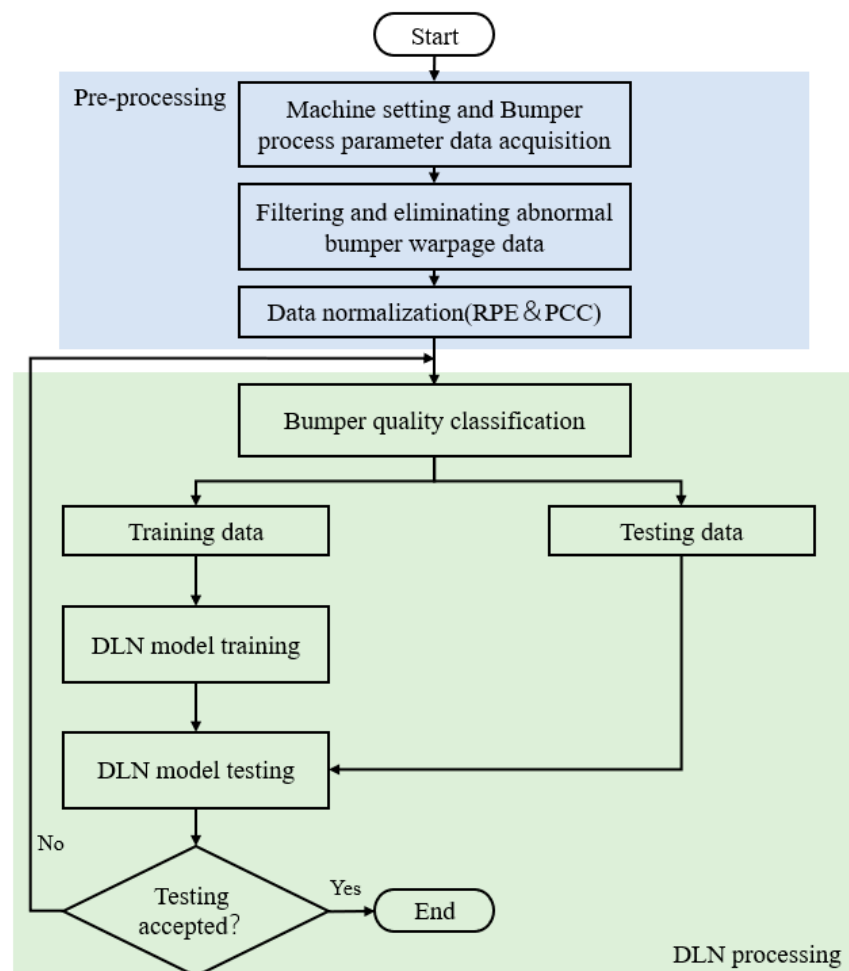 Start
Pre-processing
Machine setting and Bumper
process parameter data acquisition
Filtering and eliminating abnormal
bumper warpage data
Data normalization(RPE＆PCC)
Bumper quality classification
Training data
Testing data
DLN model training
DLN model testing
No
Testing
accepted？
Yes
End
DLN processing